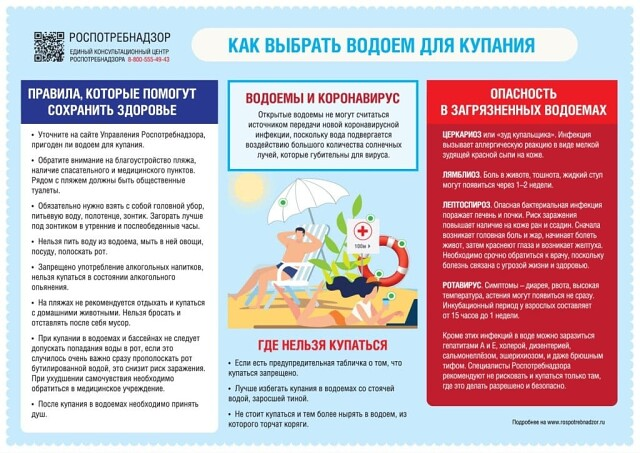 РОСПОТРЕБНАДЗОР
ЕДИНЫЙ КОНСУЛЬТАЦИОННЫЙ ЦЕНТР
РОСПОТРЕБНАДЗОРА 8-800-555-49-43
КАК ВЫБРАТЬ ВОДОЕМ ДЛЯ КУПАНИЯ
ПРАВИЛА, КОТОРЫЕ ПОМОГУТ
СОХРАНИТЬ ЗДОРОВЬЕ
• Уточните на сайте Управления Роспотребнадзора,
пригоден ли водоем для купания.
• Обратите внимание на благоустройство пляжа,
наличие спасательного и медицинского пунктов.
Рядом с пляжем должны быть общественные
туалеты.
• Обязательно нужно взять с собой головной убор,
питьевую воду, полотенце, зонтик. Загорать лучше
под зонтиком в утренние и послеобеденные часы.
• Нельзя пить воду из водоема, мыть в ней овощи,
посуду, полоскать рот.
• Запрещено употребление алкогольных напитков,
нельзя купаться в состоянии алкогольного
опьянения.
• На пляжах не рекомендуется отдыхать и купаться
с домашними животными. Нельзя бросать и
отставлять после себя мусор.
• При купании в водоемах и бассейнах не следует
допускать попадания воды в рот, если это
случилось очень важно сразу прополоскать рот
бутилированной водой, это снизит риск заражения.
При ухудшении самочувствия необходимо
обратиться в медицинское учреждение.
• После купания в водоемах необходимо принять
душ.
ВОДОЕМЫ И КОРОНАВИРУС
Открытые водоемы не могут считаться
источником передачи новой коронавирусной
инфекции, поскольку вода подвергается
воздействию большого количества солнечных
лучей, которые губительны для вируса.
100м
ГДЕ НЕЛЬЗЯ КУПАТЬСЯ
• Если есть предупредительная табличка о том, что
купаться запрещено.
• Лучше избегать купания в водоемах со стоячей
водой, заросшей тиной.
• Не стоит купаться и тем более нырять в водоем, из
которого торчат коряги.
ОПАСНОСТЬ
В ЗАГРЯЗНЕННЫХ ВОДОЕМАХ
ЦЕРКАРИОЗ или «зуд купальщика». Инфекция
вызывает аллергическую реакцию в виде мелкой
зудящей красной сыпи на коже.
ЛЯМБЛИОЗ. Боль в животе, тошнота, жидкий стул
могут появиться через 1–2 недели.
ЛЕПТОСПИРОЗ. Опасная бактериальная инфекция
поражает печень и почки. Риск заражения
повышает наличие на коже ран и ссадин. Сначала
возникает головная боль и жар, начинает болеть
живот, затем краснеют глаза и возникает желтуха.
Необходимо срочно обратиться к врачу, поскольку
болезнь связана с угрозой жизни и здоровью.
РОТАВИРУС. Симптомы – диарея, рвота, высокая
температура, астения могут появиться не сразу.
Инкубационный период у взрослых составляет
от 15 часов до 1 недели.
Кроме этих инфекций в воде можно заразиться
гепатитами А и Е, холерой, дизентерией,
сальмонеллёзом, эшерихиозом, и даже брюшным
тифом. Специалисты Роспотребнадзора
рекомендуют не рисковать и купаться только там,
где это делать разрешено и безопасно.
Подробнее на www.rospotrebnadzor.ru